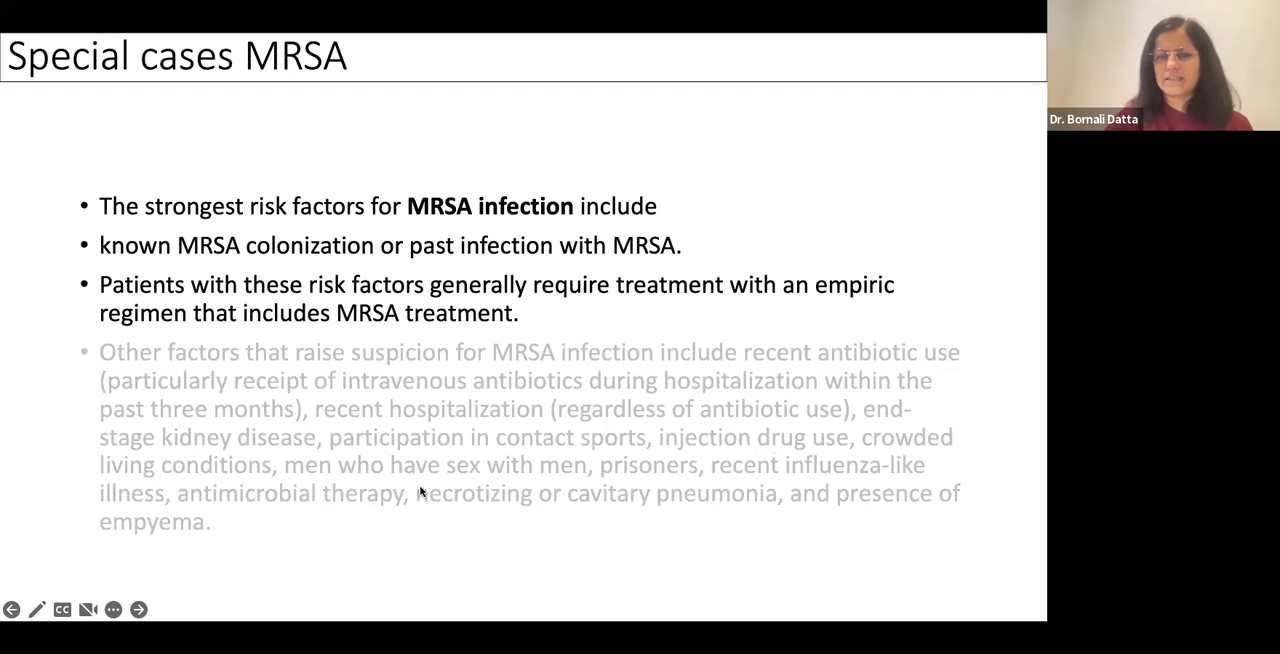 Special cases MRSA
Dr. Bornali Datta
• The strongest risk factors for MRSA infection include
• known MRSA colonization or past infection with MRSA.
• Patients with these risk factors generally require treatment with an empiric
regimen that includes MRSA treatment.
• Other factors that raise suspicion for MRSA infection include recent antibiotic use
(particularly receipt of intravenous antibiotics during hospitalization within the
past three months), recent hospitalization (regardless of antibiotic use), end-
stage kidney disease, participation in contact sports, injection drug use, crowded
living conditions, men who have sex with men, prisoners, recent influenza-like
illness, antimicrobial therapy, necrotizing or cavitary pneumonia, and presence of
empyema.
CC